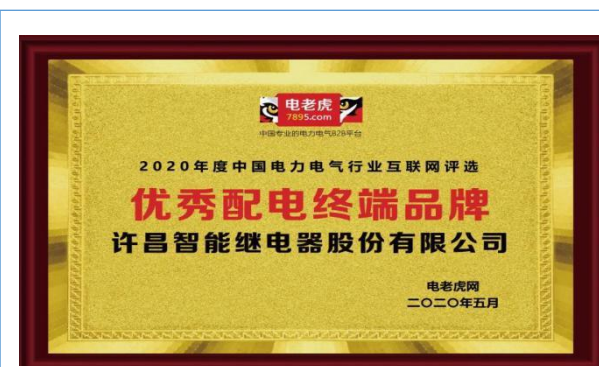 电老虎
7895.com
中国专业的电力电气B2B平台
2020年度中国电力电气行业互联网评选
优秀配电终端品牌
许昌智能继电器股份有限公司
电老虎网
二〇二〇年五月